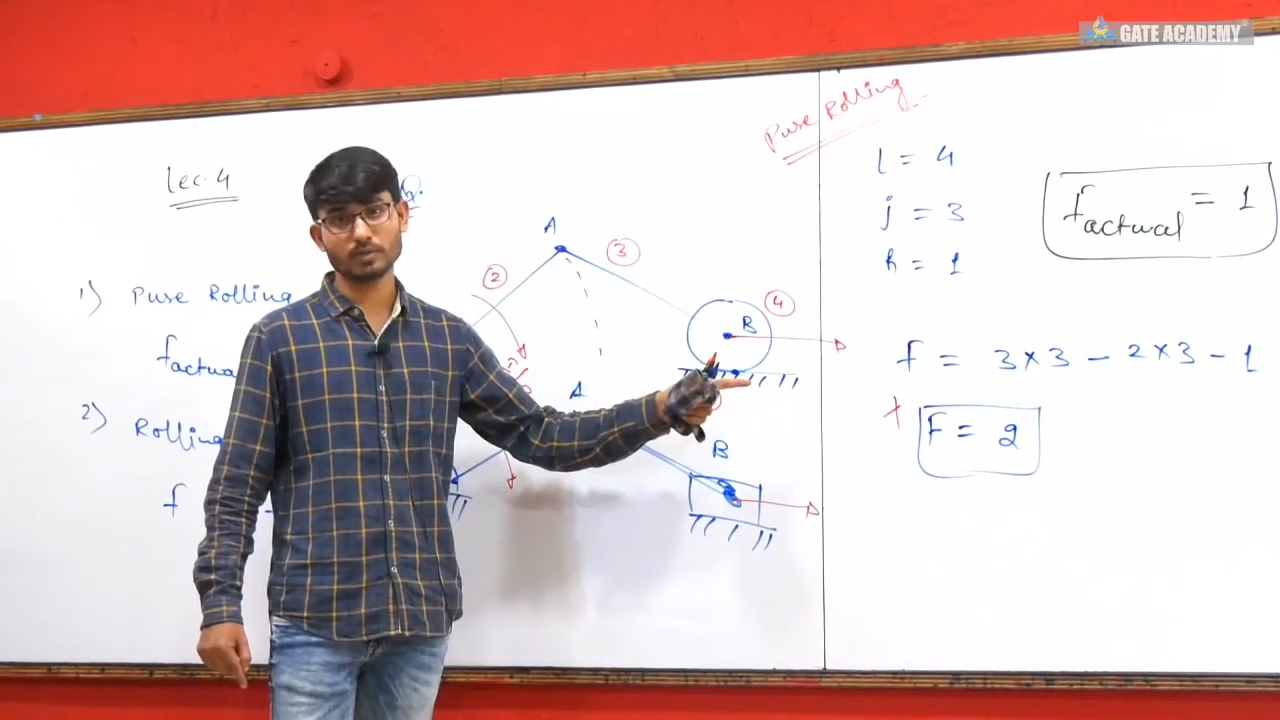 GATE ACADEMY
Lec. 4
Q.
1) Pure Rolling
factua
2) Rolling
f
A
2
3
B
4
A
B
Pure Rolling
l = 4
j = 3
h = 1
factual = 1
f = 3×3 - 2×3 - 1
× F = 2